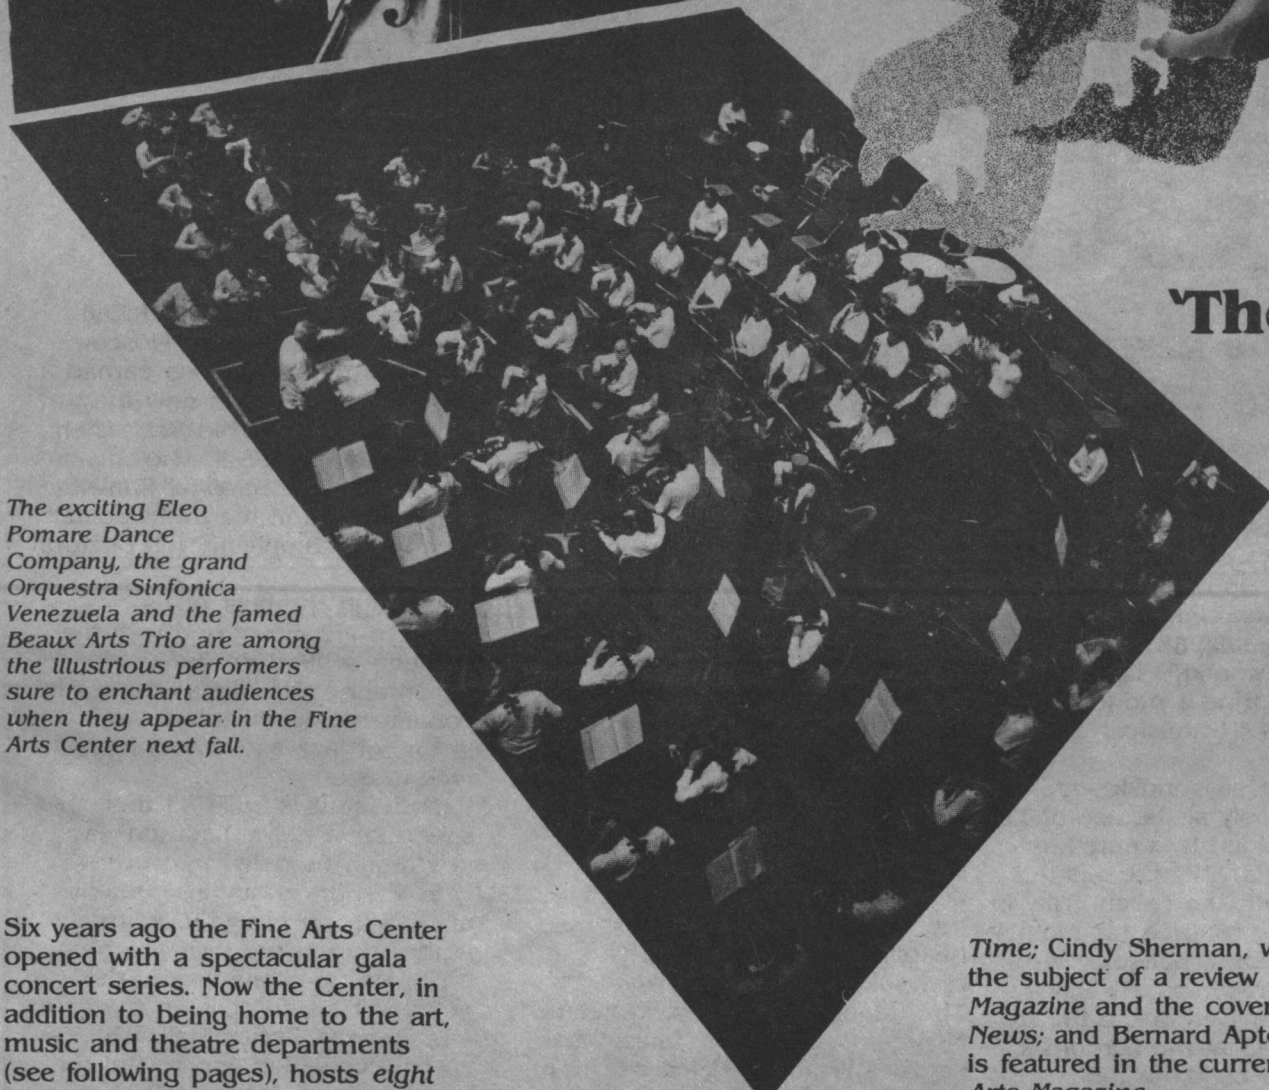 The exciting Eleo
Pomare Dance
Company, the grand
Orquestra Sinfonica
Venezuela and the famed
Beaux Arts Trio are among
the illustrious performers
sure to enchant audiences
when they appear in the Fine
Arts Center next fall.
Six years ago the Fine Arts Center
opened with a spectacular gala
concert series. Now the Center, in
addition to being home to the art,
music and theatre departments
(see following pages), hosts eight
'The
Time; Cindy Sherman, w
the subject of a review
Magazine and the cover
News; and Bernard Apt
is featured in the curre
Arts Magazine